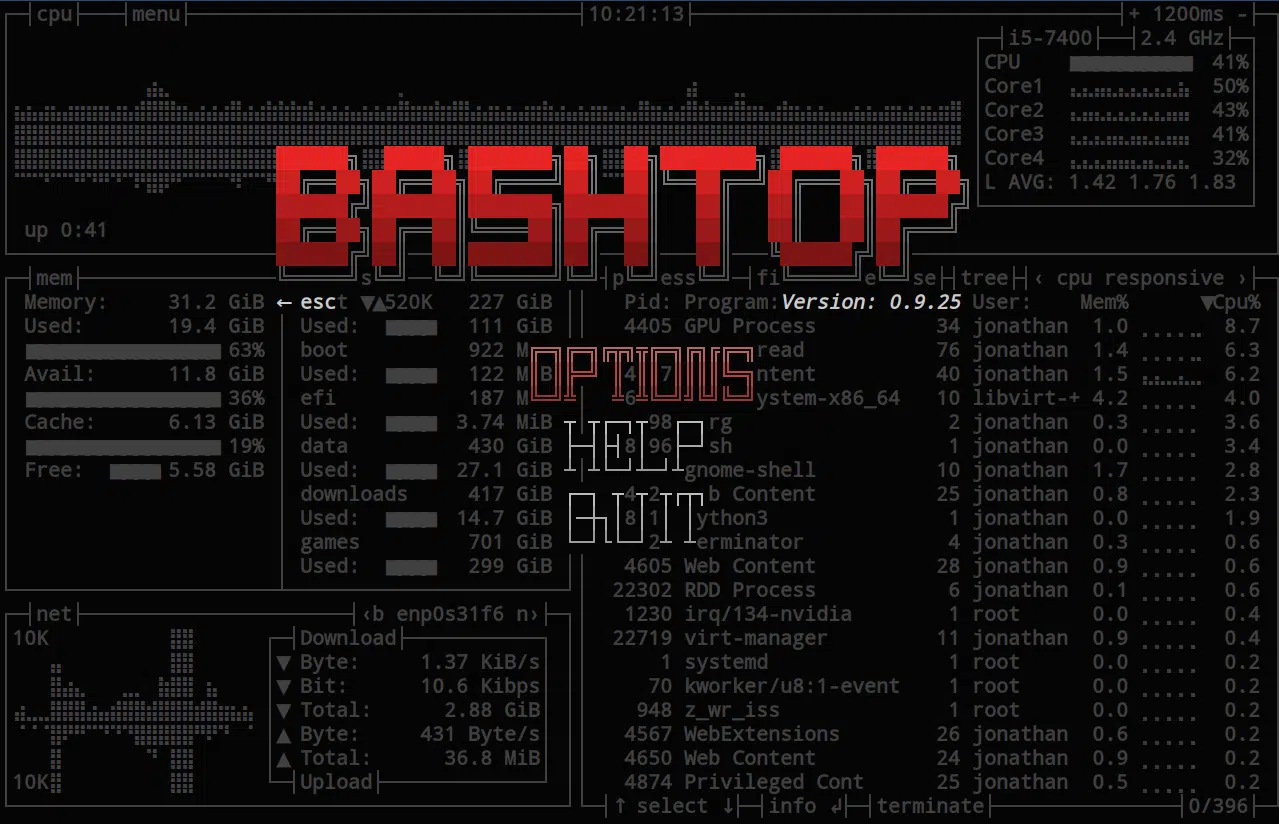 cpu menu 10:21:13 + 1200ms -
i5-7400 2.4 GHz
CPU 41%
Core1 50%
Core2 43%
Core3 41%
Core4 32%
L AVG: 1.42 1.76 1.83
BASHTOP
up 0:41
mem s p ess fi e se tree ‹ cpu responsive ›
Memory: 31.2 GiB ← esct ▼▲520K 227 GiB Pid: Program: Version: 0.9.25 User: Mem% ▼Cpu%
Used: 19.4 GiB Used: 111 GiB 4405 GPU Process 34 jonathan 1.0 8.7
63% boot 922 M read 76 jonathan 1.4 6.3
OPTIONS
Avail: 11.8 GiB Used: 122 M B 4 7 ntent 40 jonathan 1.5 6.2
36% efi 187 M 6 ystem-x86_64 10 libvirt-+ 4.2 4.0
Cache: 6.13 GiB Used: 3.74 MiB 98 rg 2 jonathan 0.3 3.6
HELP
19% data 430 GiB 8 96 sh 1 jonathan 0.0 3.4
Free: 5.58 GiB Used: 27.1 GiB gnome-shell 10 jonathan 1.7 2.8
downloads 417 GiB 4 2 b Content 25 jonathan 0.8 2.3
QUIT
Used: 14.7 GiB 8 1 ython3 1 jonathan 0.0 1.9
games 701 GiB 2 erminator 4 jonathan 0.3 0.6
Used: 299 GiB 4605 Web Content 28 jonathan 0.9 0.6
22302 RDD Process 6 jonathan 0.1 0.6
net ‹b enp0s31f6 n› 1230 irq/134-nvidia 1 root 0.0 0.4
10K Download 22719 virt-manager 11 jonathan 0.9 0.4
▼ Byte: 1.37 KiB/s 1 systemd 1 root 0.0 0.2
▼ Bit: 10.6 Kibps 70 kworker/u8:1-event 1 root 0.0 0.2
▼ Total: 2.88 GiB 948 z_wr_iss 1 root 0.0 0.2
▲ Byte: 431 Byte/s 4567 WebExtensions 26 jonathan 0.6 0.2
▲ Total: 36.8 MiB 4650 Web Content 24 jonathan 0.9 0.2
10K Upload 4874 Privileged Cont 25 jonathan 0.5 0.2
↑ select ↓ info ↲ terminate 0/396